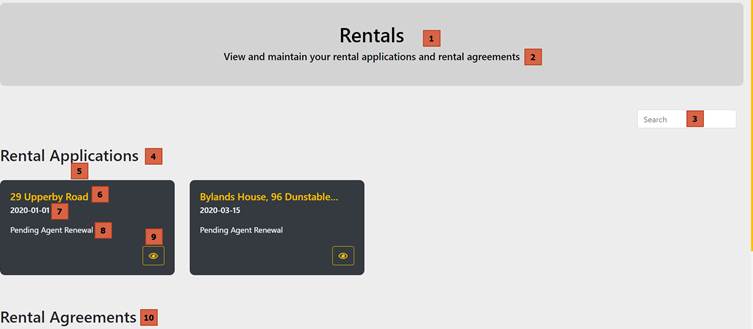 Rentals 1
View and maintain your rental applications and rental agreements 2
Search 3
Rental Applications 4
5
29 Upperby Road 6
2020-01-01 7
Pending Agent Renewal 8
9
Bylands House, 96 Dunstable...
2020-03-15
Pending Agent Renewal
Rental Agreements 10